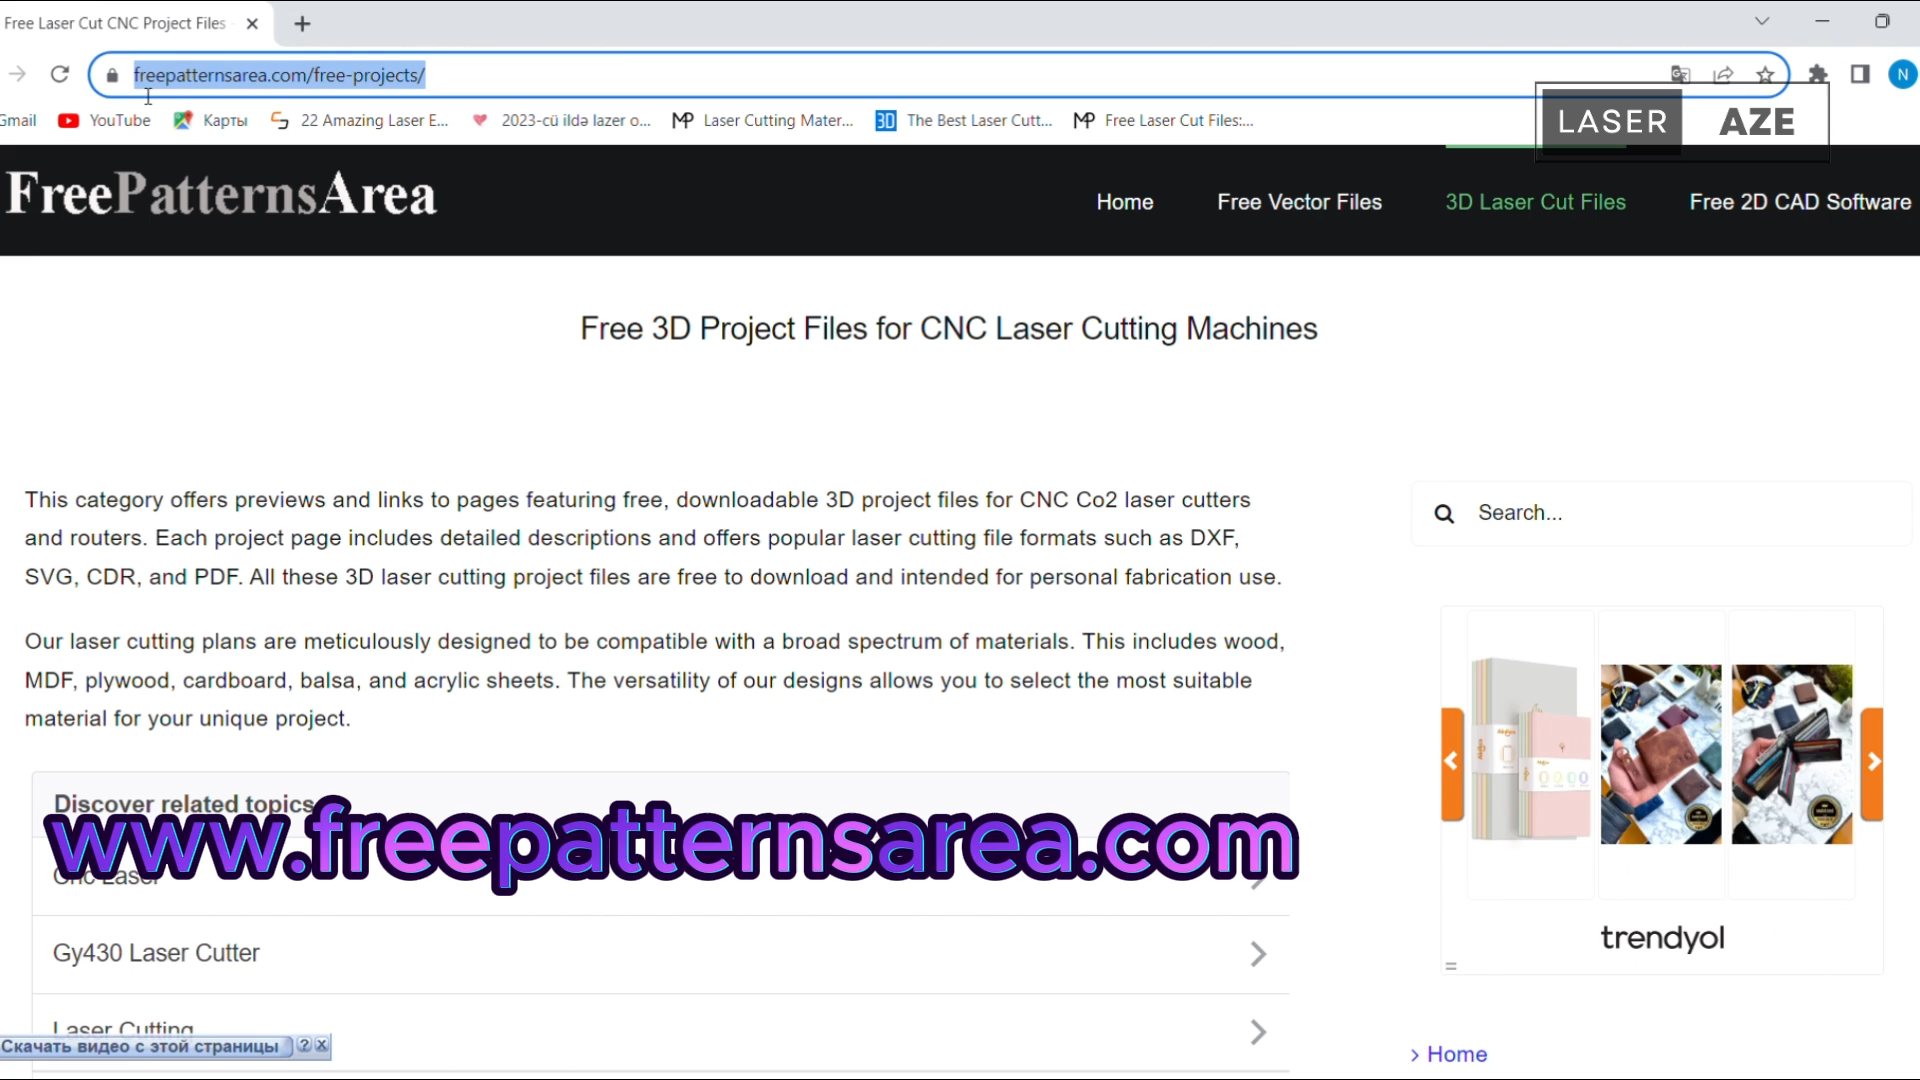 Free Laser Cut CNC Project Files
freepatternsarea.com/free-projects/
N
Gmail
YouTube
Карты
22 Amazing Laser E...
2023-cü ildə lazer o...
MP Laser Cutting Mater...
3D The Best Laser Cutt...
MP Free Laser Cut Files:...
LASER AZE
FreePatternsArea
Home
Free Vector Files
3D Laser Cut Files
Free 2D CAD Software
Free 3D Project Files for CNC Laser Cutting Machines
This category offers previews and links to pages featuring free, downloadable 3D project files for CNC Co2 laser cutters
and routers. Each project page includes detailed descriptions and offers popular laser cutting file formats such as DXF,
SVG, CDR, and PDF. All these 3D laser cutting project files are free to download and intended for personal fabrication use.
Our laser cutting plans are meticulously designed to be compatible with a broad spectrum of materials. This includes wood,
MDF, plywood, cardboard, balsa, and acrylic sheets. The versatility of our designs allows you to select the most suitable
material for your unique project.
Search...
Discover related topics
www.freepatternsarea.com
Cnc Laser
Gy430 Laser Cutter
Laser Cutting
trendyol
Скачать видео с этой страницы
? x
> Home